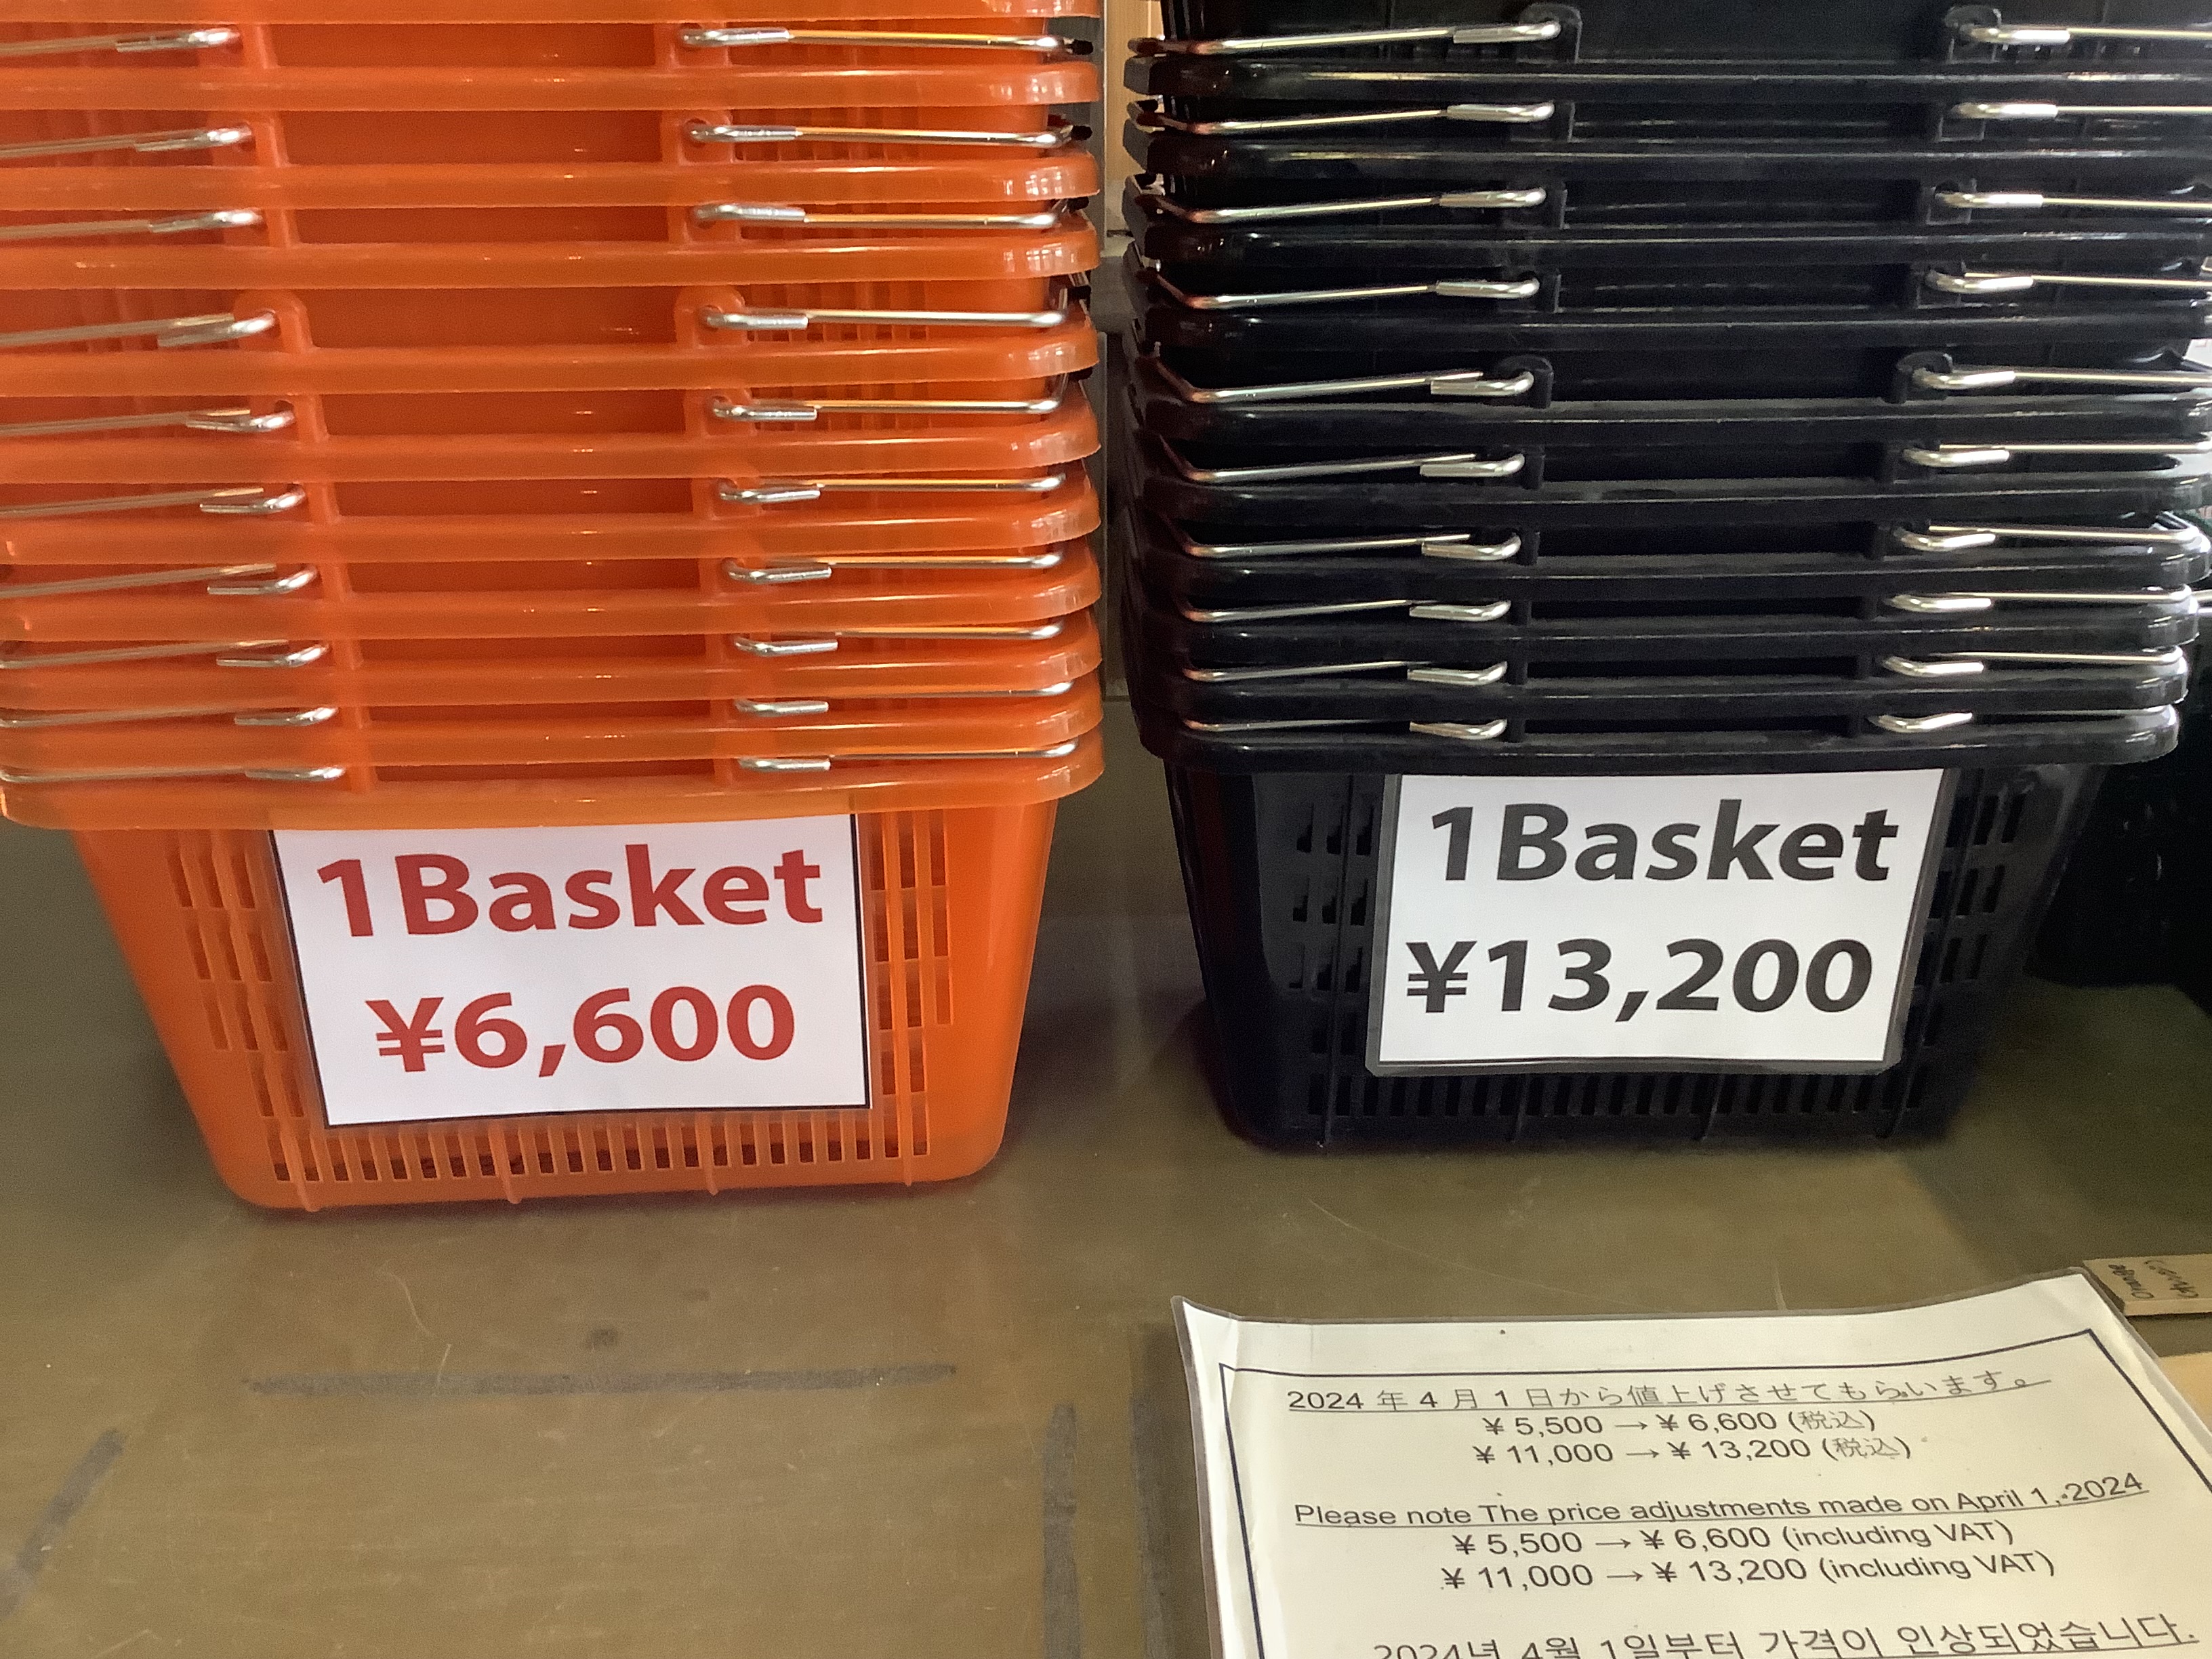 1Basket
¥6,600
1Basket
¥13,200
Orange
2024 年 4 月 1 日から値上げさせてもらいます。
¥ 5,500 → ¥ 6,600 (税込)
¥ 11,000 → ¥ 13,200 (税込)
Please note The price adjustments made on April 1, 2024
¥ 5,500 → ¥ 6,600 (including VAT)
¥ 11,000 → ¥ 13,200 (including VAT)
2024년 4월 1일부터 가격이 인상되었습니다.